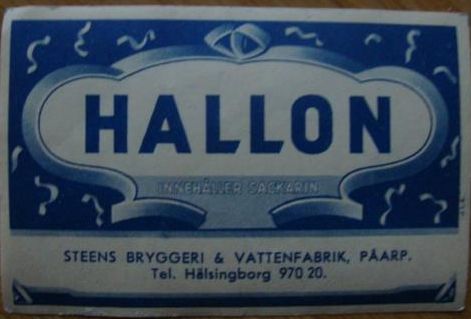 HALLON
INNEHÅLLER SACKARIN
STEENS BRYGGERI & VATTENFABRIK, PÅARP.
Tel. Hälsingborg 970 20.